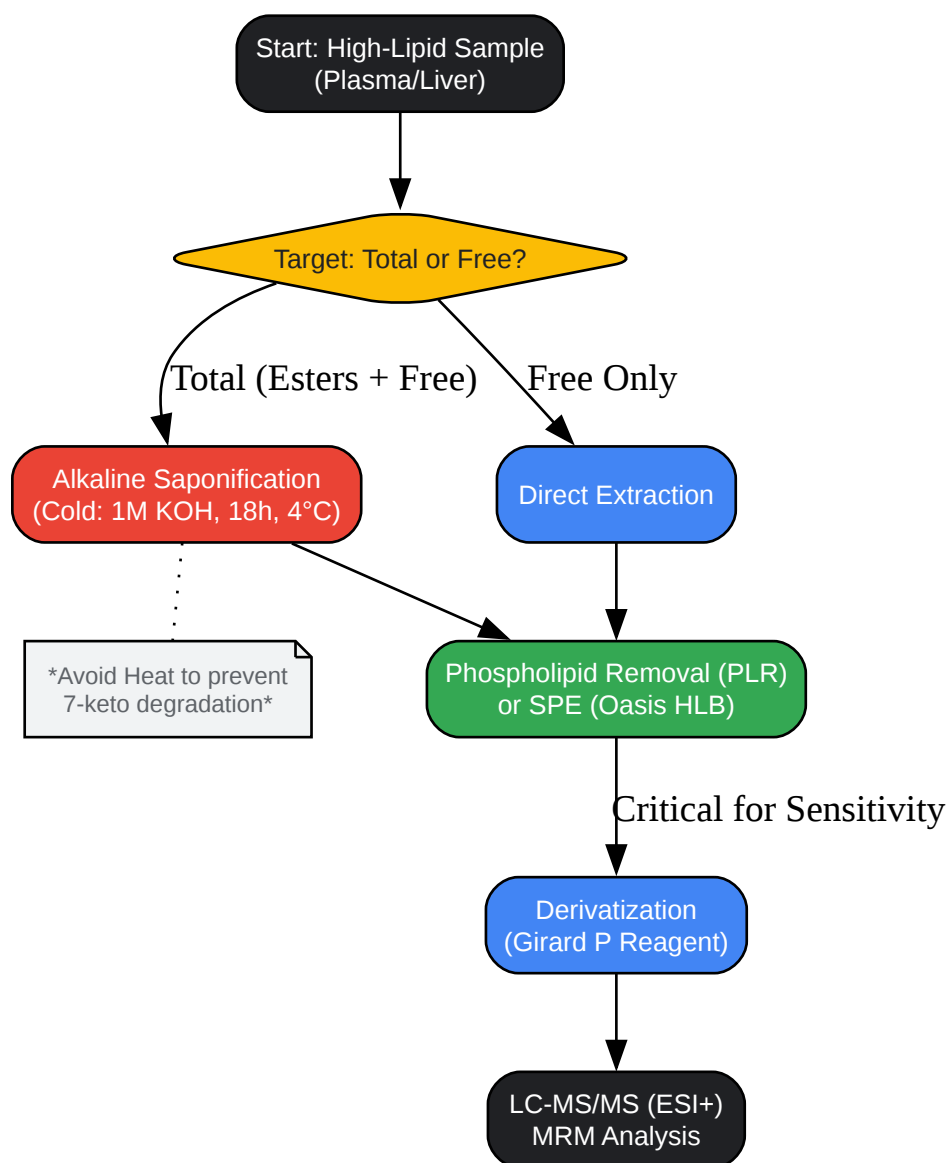 Start: High-Lipid Sample
(Plasma/Liver)
Target: Total or Free?
Total (Esters + Free)
Free Only
Alkaline Saponification
(Cold: 1M KOH, 18h, 4°C)
Direct Extraction
*Avoid Heat to prevent
7-keto degradation*
Phospholipid Removal (PLR)
or SPE (Oasis HLB)
Critical for Sensitivity
Derivatization
(Girard P Reagent)
LC-MS/MS (ESI+)
MRM Analysis